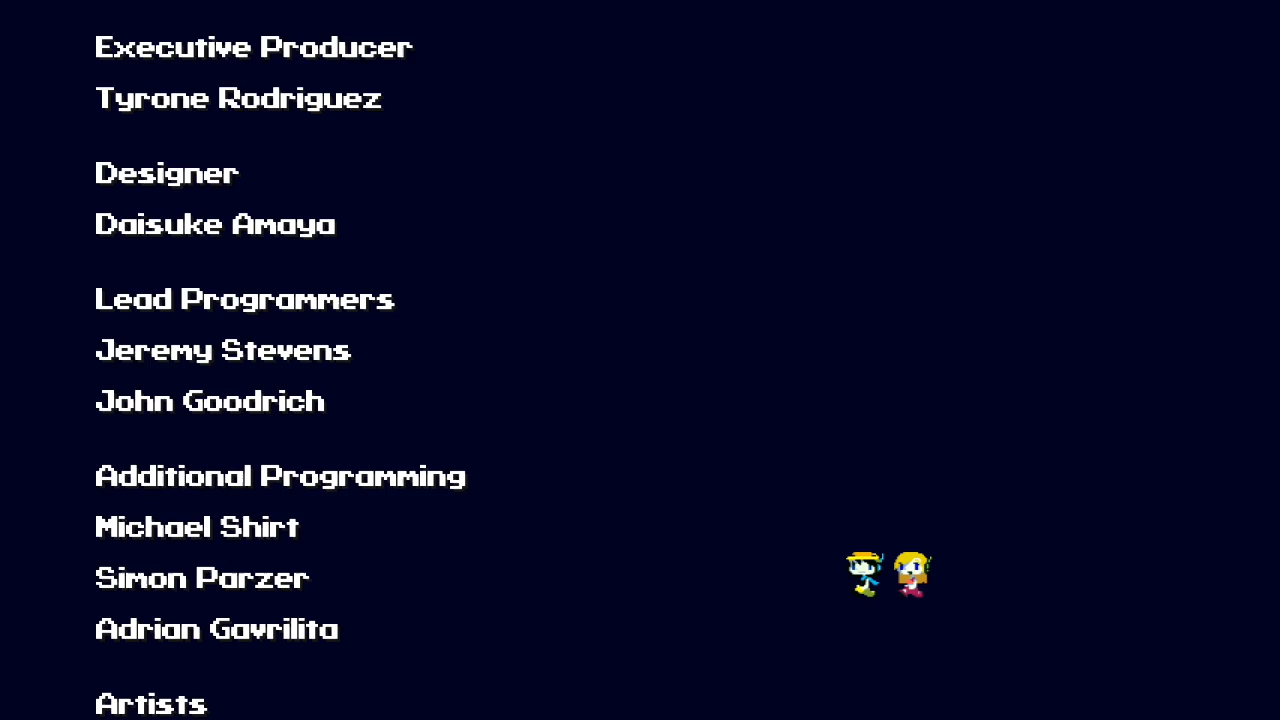 Executive Producer
Tyrone Rodriguez
Designer
Daisuke Amaya
Lead Programmers
Jeremy Stevens
John Goodrich
Additional Programming
Michael Shirt
Simon Parzer
Adrian Gavrilita
Artists